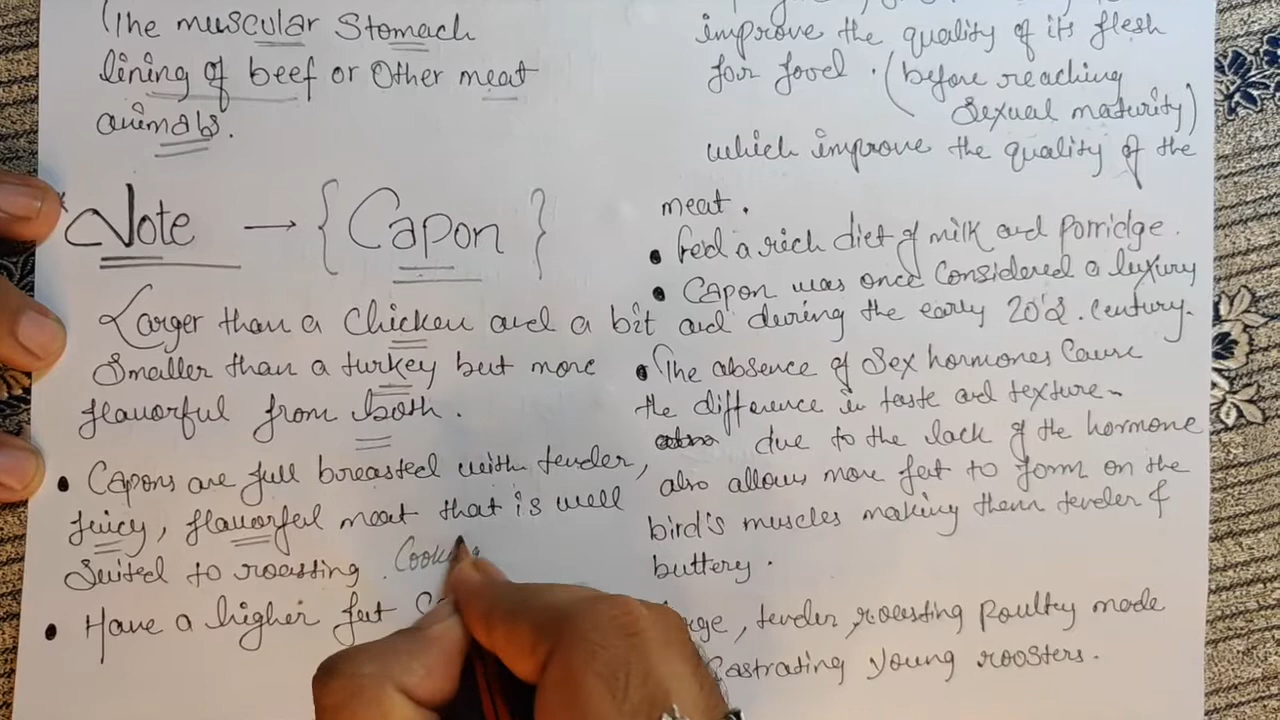 The muscular Stomach
lining of beef or Other meat
animals.
Note → { Capon }
Larger than a Chicken and a bit
Smaller than a turkey but more
flavorful from both.
• Capons are full breasted with tender,
juicy, flavorful meat that is well
Suited to roasting.
• Have a higher fat
improve the quality of its flesh
for food. (before reaching
Sexual maturity)
which improve the quality of the
meat.
• fed a rich diet of milk and Porridge.
• Capon was once Considered a luxury
and during the early 20's. Century.
• The absence of Sex hormones Cause
the difference in taste and texture
due to the lack of the hormone
also allows more fat to form on the
bird's muscles making them tender &
buttery.
tender, roasting Poultry made
Castrating young roosters.